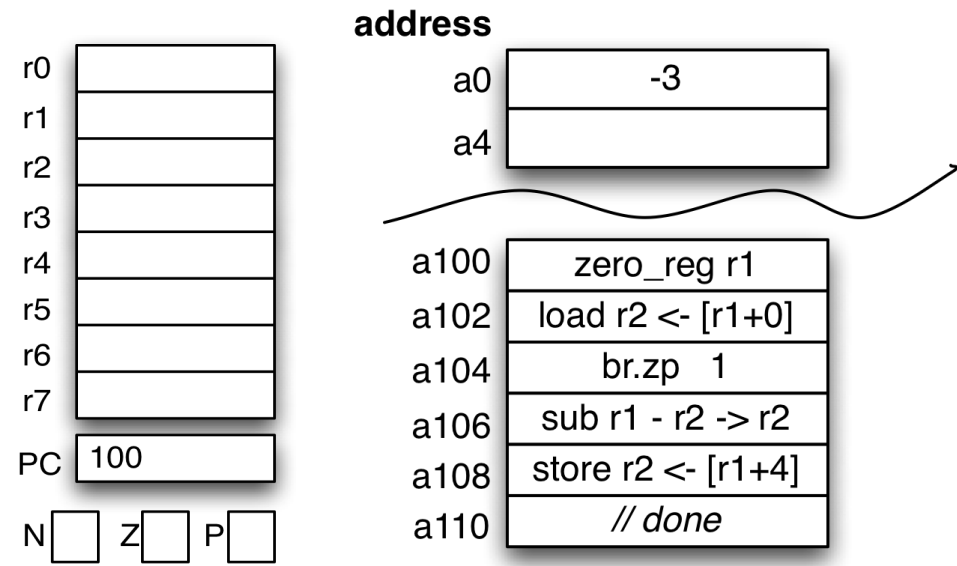 address
r0
r1
r2
r3
r4
r5
r6
r7
PC 100
N Z P
a0 -3
a4
a100 zero_reg r1
a102 load r2 <- [r1+0]
a104 br.zp 1
a106 sub r1 - r2 -> r2
a108 store r2 <- [r1+4]
a110 // done